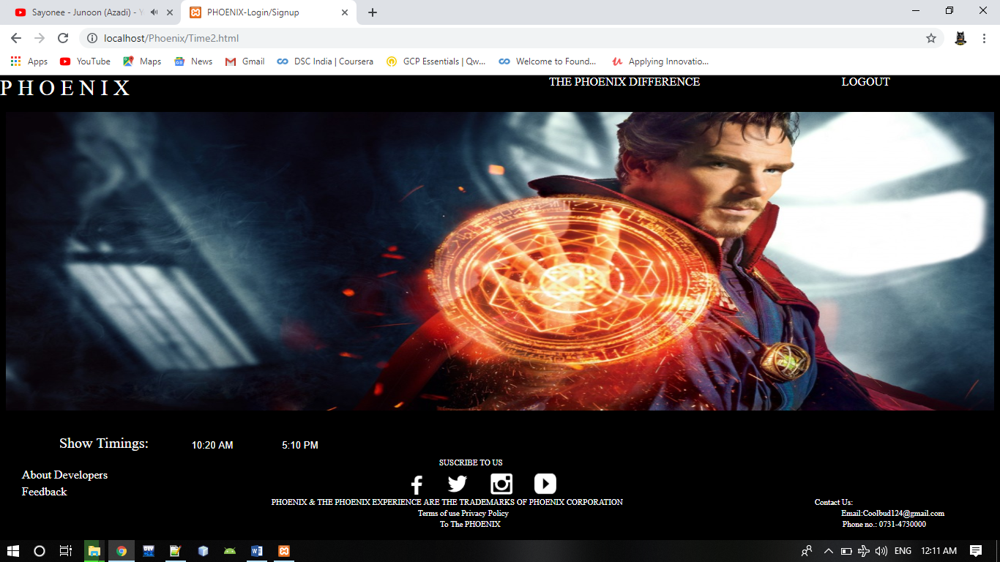 Sayonee - Junoon (Azadi) - Y
PHOENIX-Login/Signup
localhost/Phoenix/Time2.html
Apps YouTube Maps News Gmail DSC India | Coursera GCP Essentials | Qw... Welcome to Found... Applying Innovatio...
PHOENIX
THE PHOENIX DIFFERENCE
LOGOUT
Show Timings: 10:20 AM 5:10 PM
SUSCRIBE TO US
About Developers
Feedback
PHOENIX & THE PHOENIX EXPERIENCE ARE THE TRADEMARKS OF PHOENIX CORPORATION
Terms of use Privacy Policy
To The PHOENIX
Contact Us:
Email:Coolbud124@gmail.com
Phone no.: 0731-4730000
ENG 12:11 AM